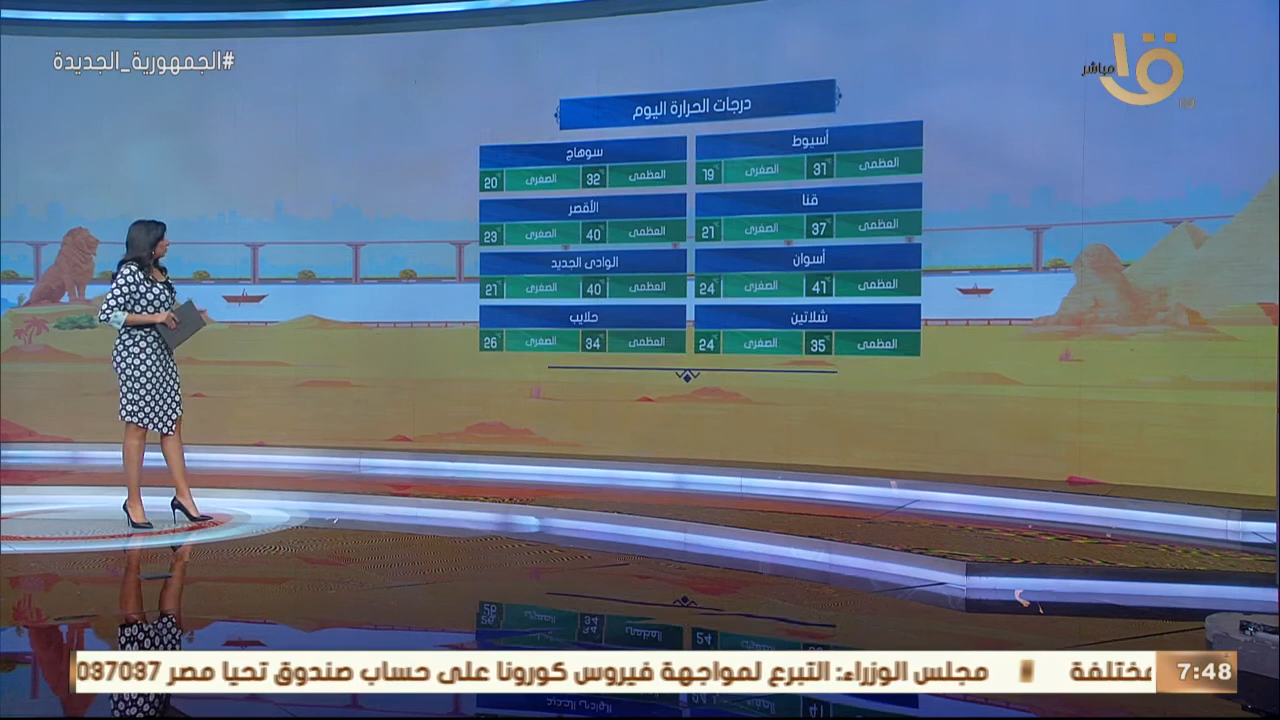 #الجمهورية_الجديدة
مباشر
درجات الحرارة اليوم
أسيوط
العظمى 31 الصغرى 19
سوهاج
العظمى 32 الصغرى 20
قنا
العظمى 37 الصغرى 21
الأقصر
العظمى 40 الصغرى 23
أسوان
العظمى 41 الصغرى 24
الوادى الجديد
العظمى 40 الصغرى 21
شلاتين
العظمى 35 الصغرى 24
حلايب
العظمى 34 الصغرى 26
7:48 مختلفة مجلس الوزراء: التبرع لمواجهة فيروس كورونا على حساب صندوق تحيا مصر 037037